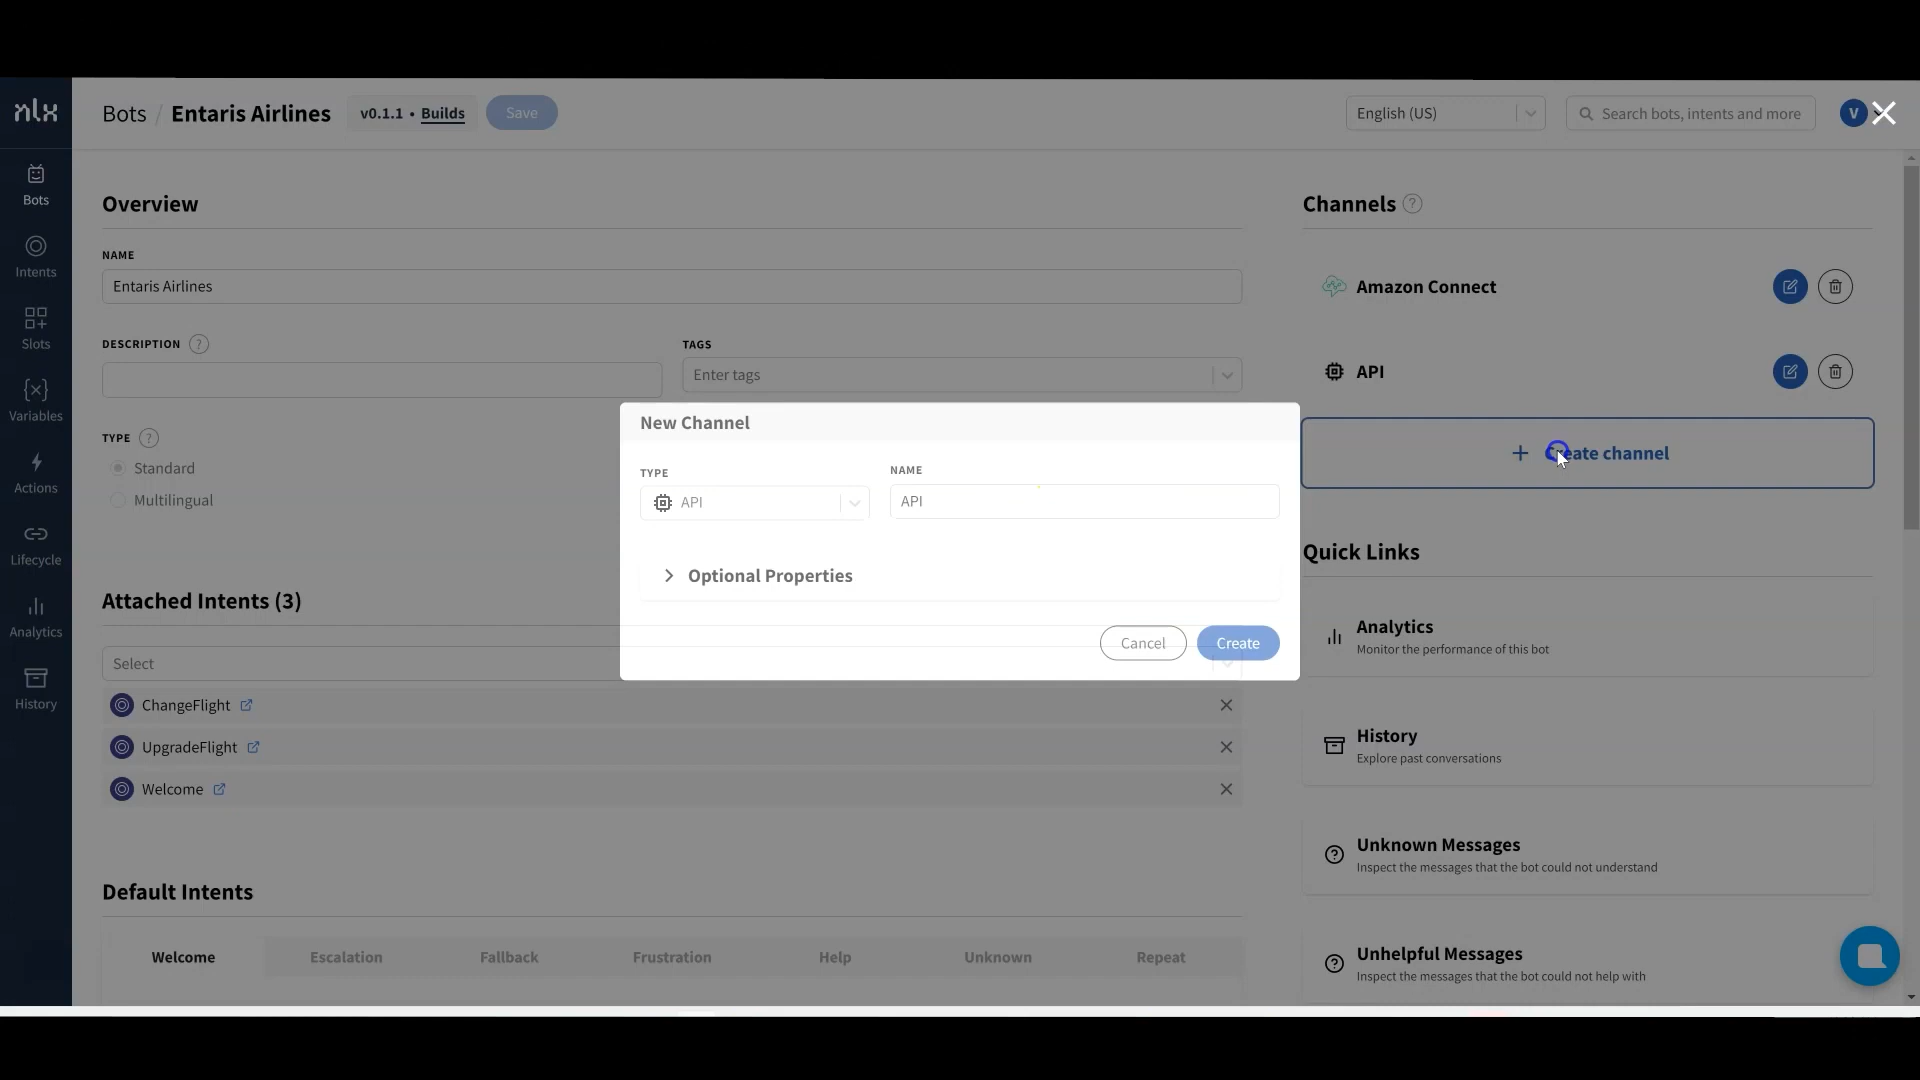 nlx
Bots / Entaris Airlines
v0.1.1 • Builds
Save
English (US)
Search bots, intents and more
V
Bots
Intents
Slots
{x}
Variables
Actions
Lifecycle
Analytics
History
Overview
NAME
Entaris Airlines
DESCRIPTION ?
TAGS
Enter tags
TYPE ?
Standard
Multilingual
Attached Intents (3)
Select
ChangeFlight
UpgradeFlight
Welcome
Default Intents
Welcome
Escalation
Fallback
Frustration
Help
Unknown
Repeat
New Channel
TYPE
API
NAME
API
Optional Properties
Cancel
Create
Channels ?
Amazon Connect
API
+ Create channel
Quick Links
Analytics
Monitor the performance of this bot
History
Explore past conversations
Unknown Messages
Inspect the messages that the bot could not understand
Unhelpful Messages
Inspect the messages that the bot could not help with